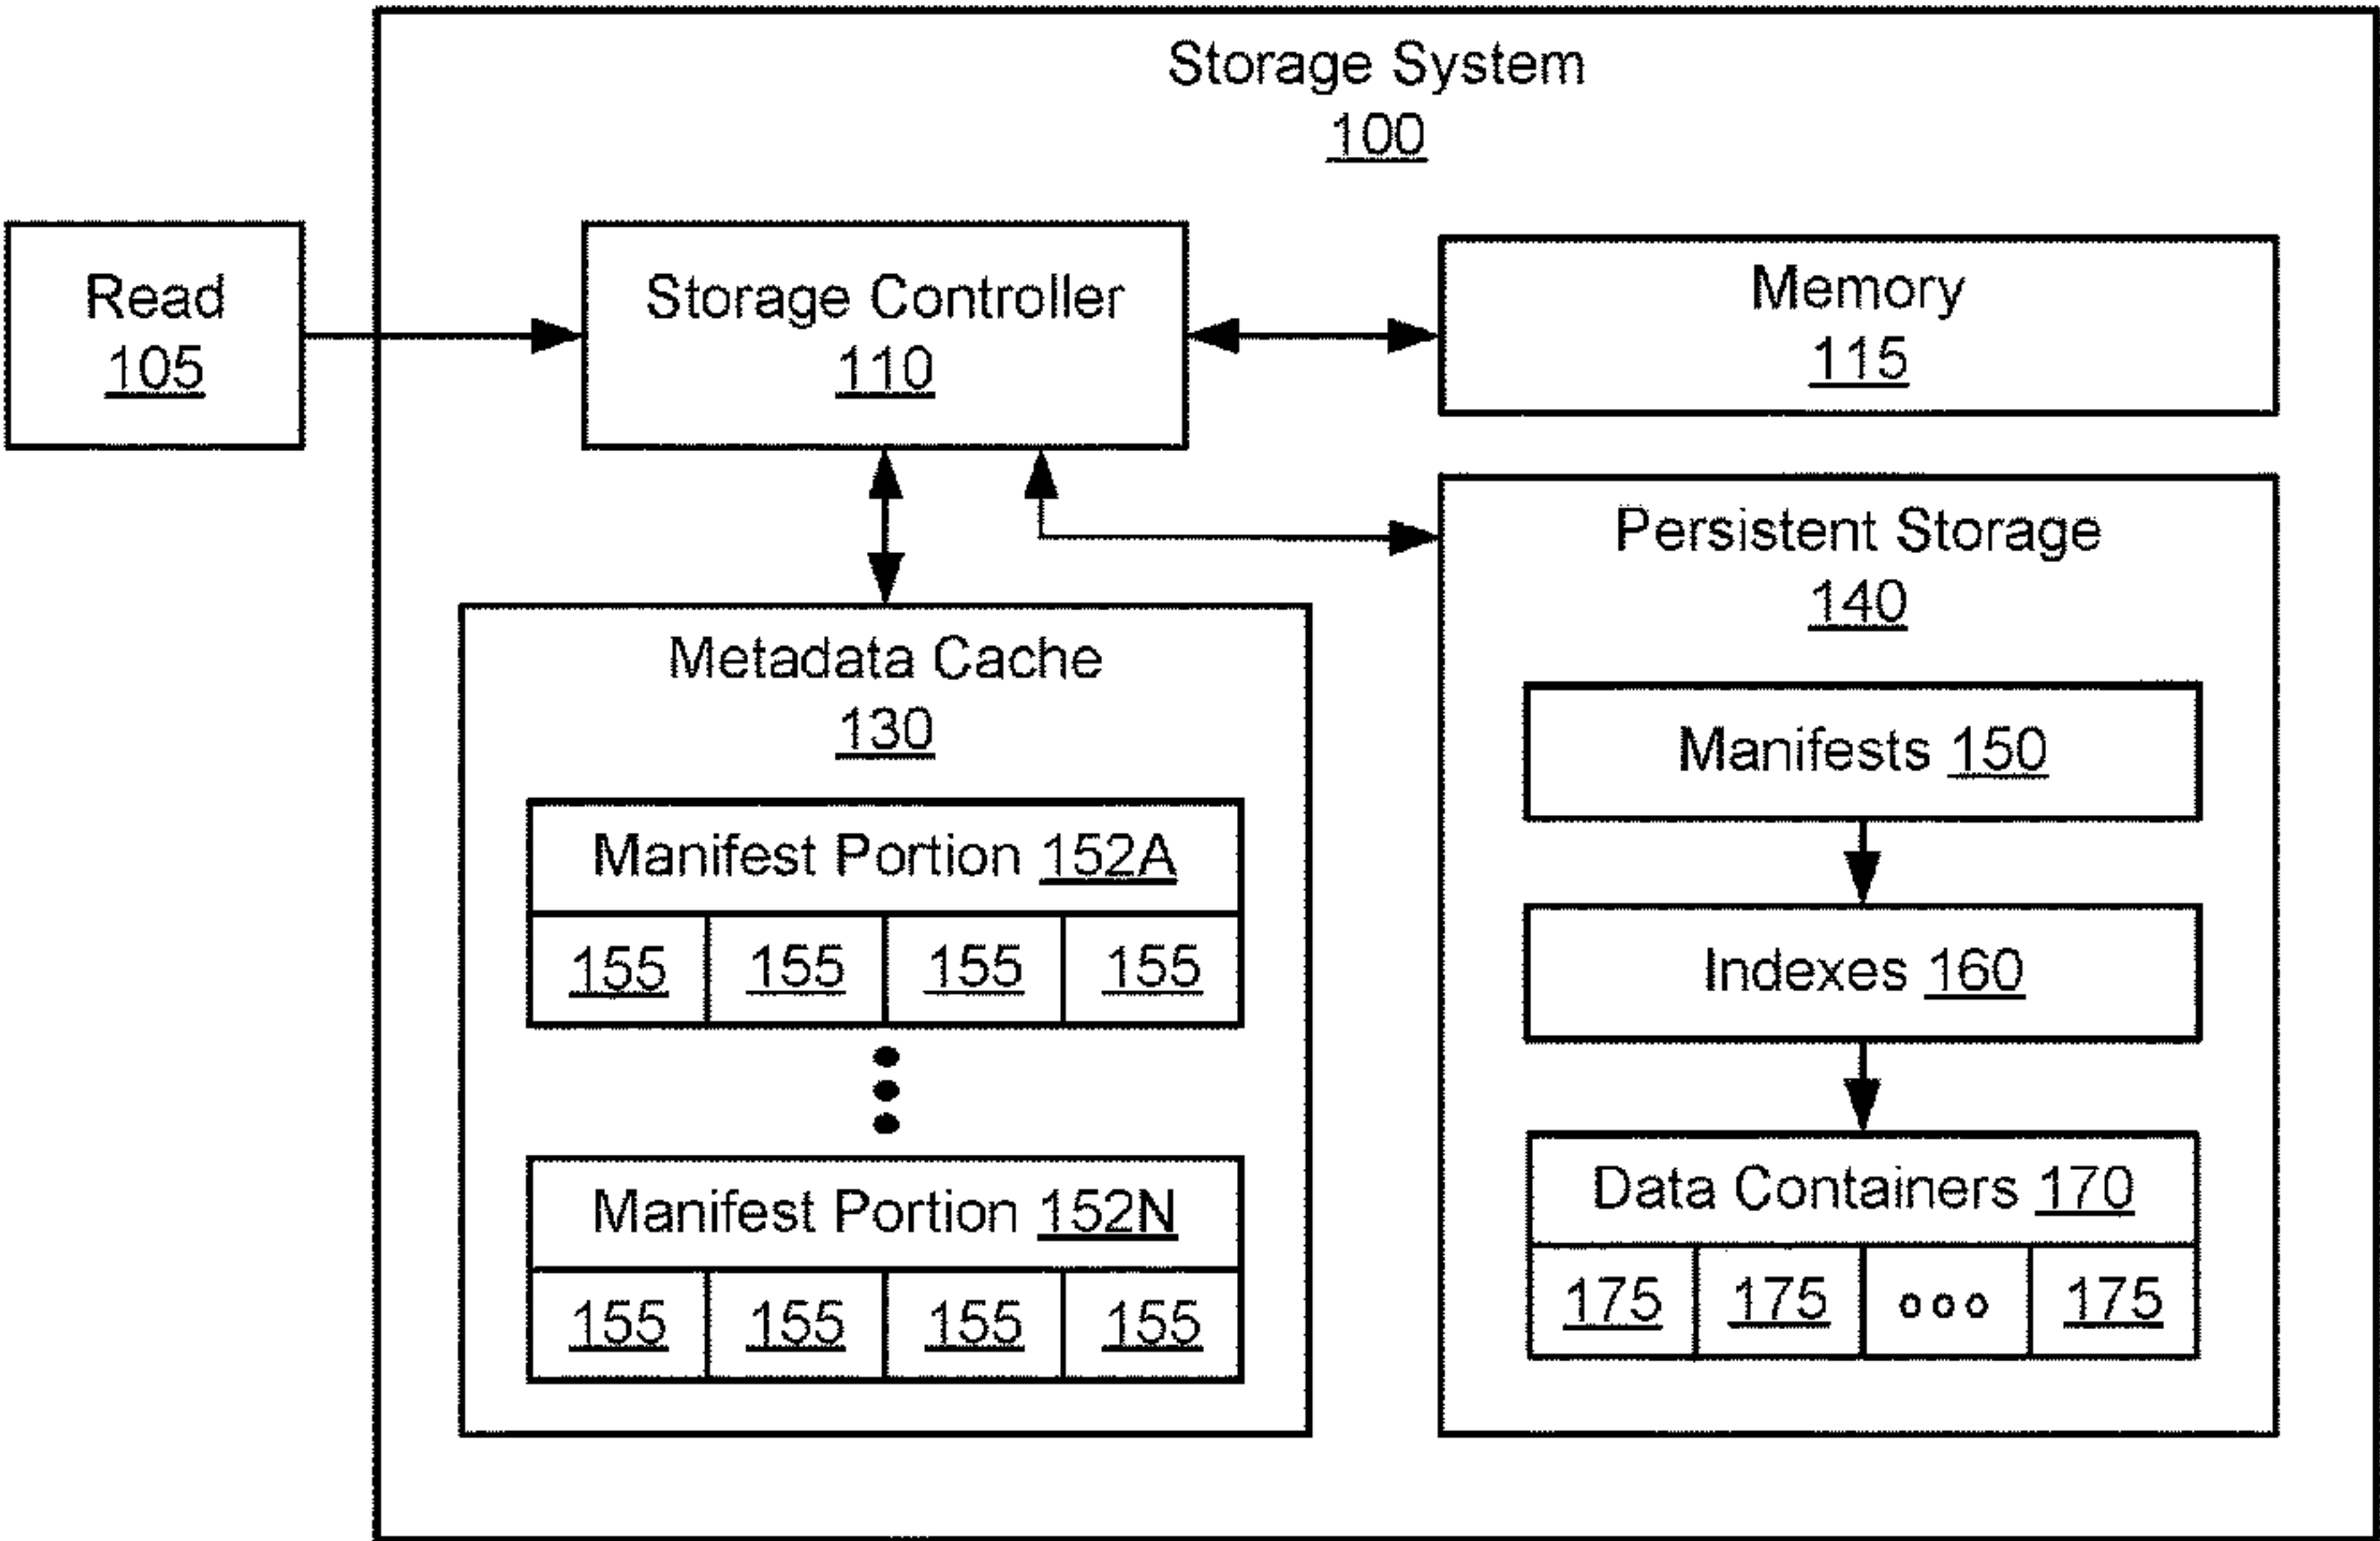 Storage System
100
Read
105
Storage Controller
110
Memory
115
Metadata Cache
130
Manifest Portion 152A
155 155 155 155
Manifest Portion 152N
155 155 155 155
Persistent Storage
140
Manifests 150
Indexes 160
Data Containers 170
175 175 ooo 175